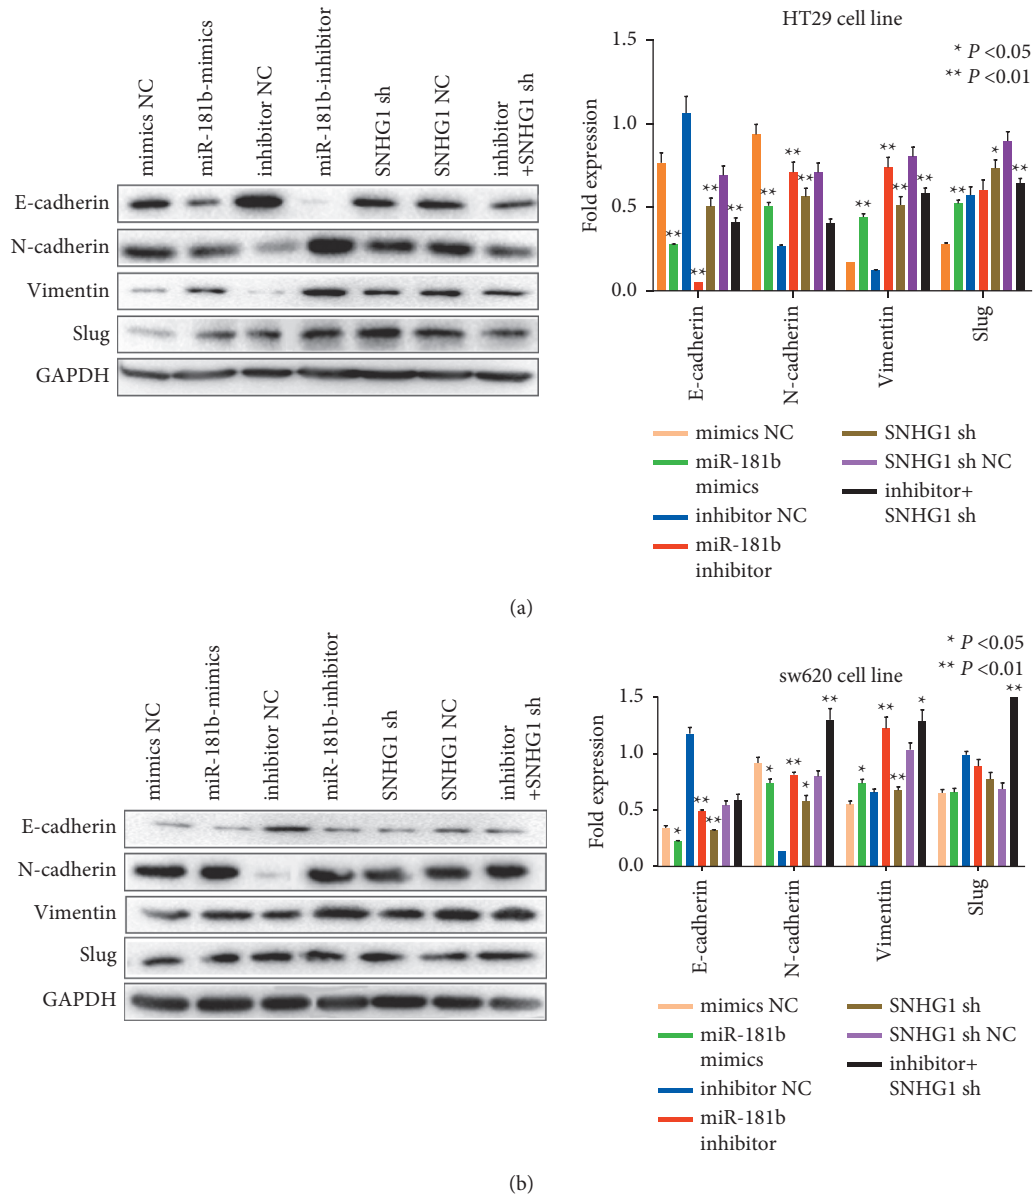 mimics NC
miR-181b-mimics
inhibitor NC
miR-181b-inhibitor
SNHG1 sh
SNHG1 NC
inhibitor
+SNHG1 sh
E-cadherin
N-cadherin
Vimentin
Slug
GAPDH
HT29 cell line
* P <0.05
** P <0.01
Fold expression
1.5
1.0
0.5
0.0
**
**
**
**
**
**
**
**
**
**
**
**
**
*
**
E-cadherin
N-cadherin
Vimentin
Slug
mimics NC
miR-181b
mimics
inhibitor NC
miR-181b
inhibitor
SNHG1 sh
SNHG1 sh NC
inhibitor+
SNHG1 sh
(a)
mimics NC
miR-181b-mimics
inhibitor NC
miR-181b-inhibitor
SNHG1 sh
SNHG1 NC
inhibitor
+SNHG1 sh
E-cadherin
N-cadherin
Vimentin
Slug
GAPDH
* P <0.05
** P <0.01
sw620 cell line
Fold expression
1.5
1.0
0.5
0.0
*
**
**
*
**
*
**
*
**
**
*
**
E-cadherin
N-cadherin
Vimentin
Slug
mimics NC
miR-181b
mimics
inhibitor NC
miR-181b
inhibitor
SNHG1 sh
SNHG1 sh NC
inhibitor+
SNHG1 sh
(b)